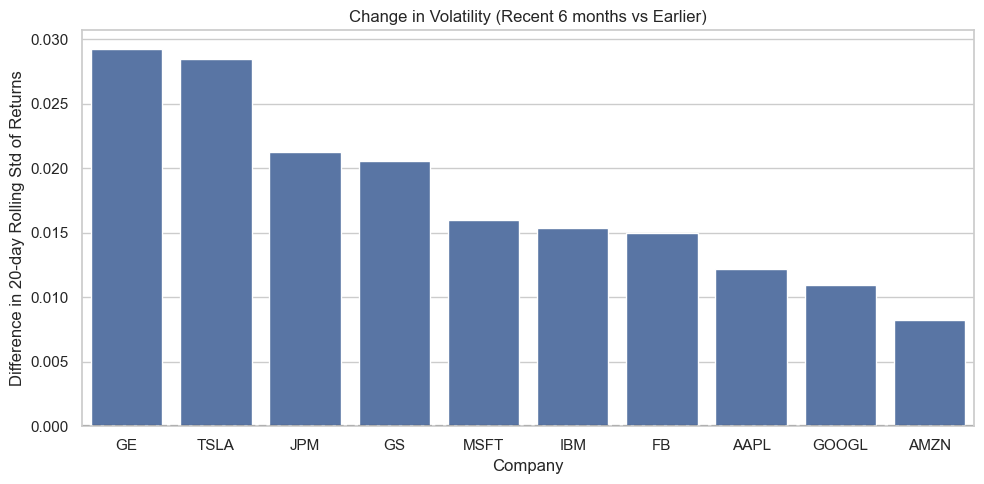 Change in Volatility (Recent 6 months vs Earlier)
Difference in 20-day Rolling Std of Returns
0.030
0.025
0.020
0.015
0.010
0.005
0.000
GE TSLA JPM GS MSFT IBM FB AAPL GOOGL AMZN
Company